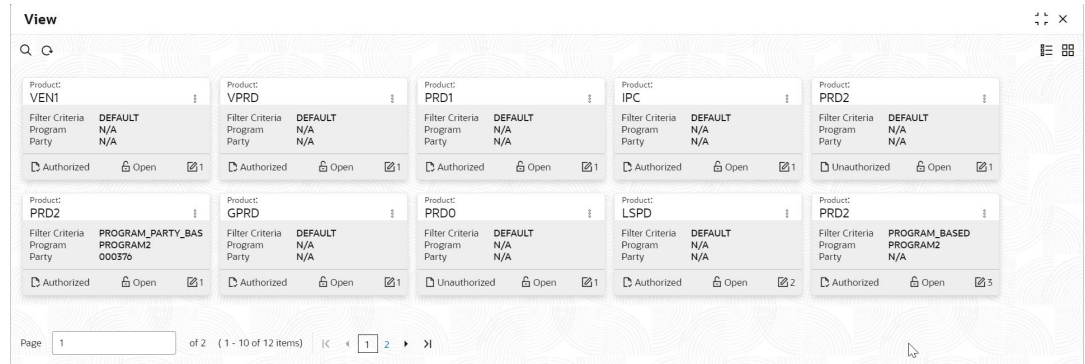 View
Product: Product: Product: Product: Product:
VEN1 VPRD PRD1 IPC PRD2
Filter Criteria DEFAULT Filter Criteria DEFAULT Filter Criteria DEFAULT Filter Criteria DEFAULT Filter Criteria DEFAULT
Program N/A Program N/A Program N/A Program N/A Program N/A
Party N/A Party N/A Party N/A Party N/A Party N/A
Authorized Open 1 Authorized Open 1 Authorized Open 1 Authorized Open 1 Unauthorized Open 1
Product: Product: Product: Product: Product:
PRD2 GPRD PRD0 LSPD PRD2
Filter Criteria PROGRAM_PARTY_BAS Filter Criteria DEFAULT Filter Criteria DEFAULT Filter Criteria DEFAULT Filter Criteria PROGRAM_BASED
Program PROGRAM2 Program N/A Program N/A Program N/A Program PROGRAM2
Party 000376 Party N/A Party N/A Party N/A Party N/A
Authorized Open 1 Authorized Open 1 Unauthorized Open 1 Authorized Open 2 Authorized Open 3
Page 1 of 2 (1 - 10 of 12 items) 1 2